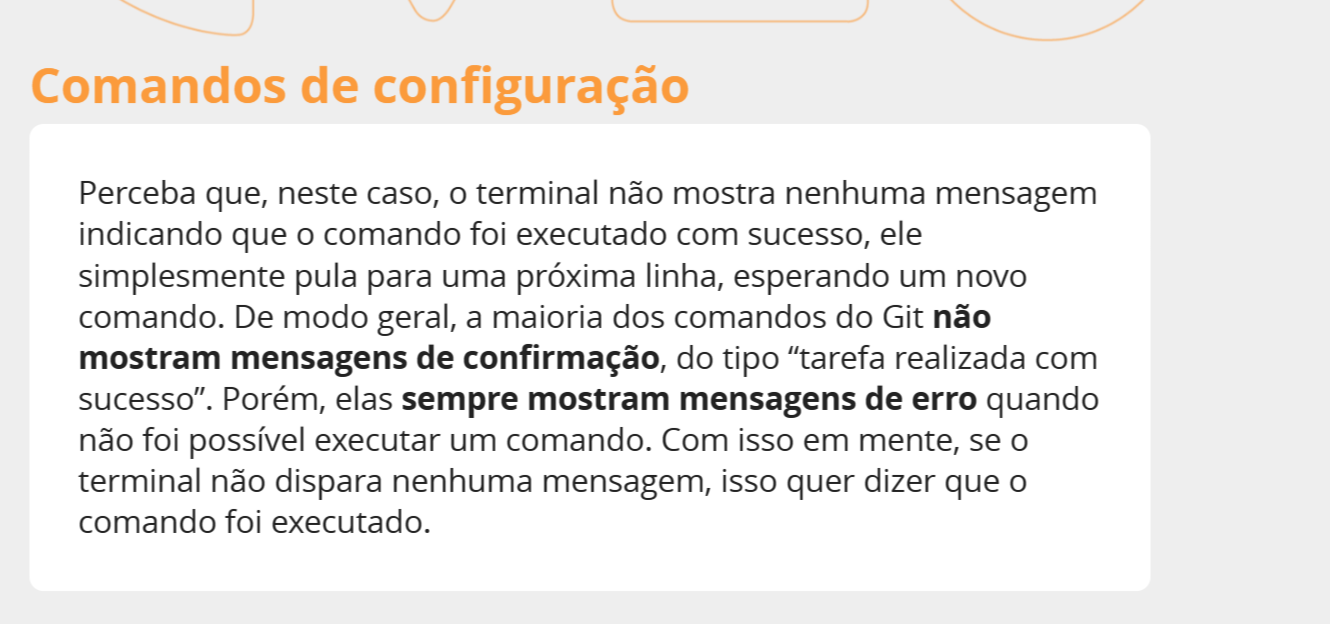 Comandos de configuração
Perceba que, neste caso, o terminal não mostra nenhuma mensagem
indicando que o comando foi executado com sucesso, ele
simplesmente pula para uma próxima linha, esperando um novo
comando. De modo geral, a maioria dos comandos do Git não
mostram mensagens de confirmação, do tipo “tarefa realizada com
sucesso”. Porém, elas sempre mostram mensagens de erro quando
não foi possível executar um comando. Com isso em mente, se o
terminal não dispara nenhuma mensagem, isso quer dizer que o
comando foi executado.